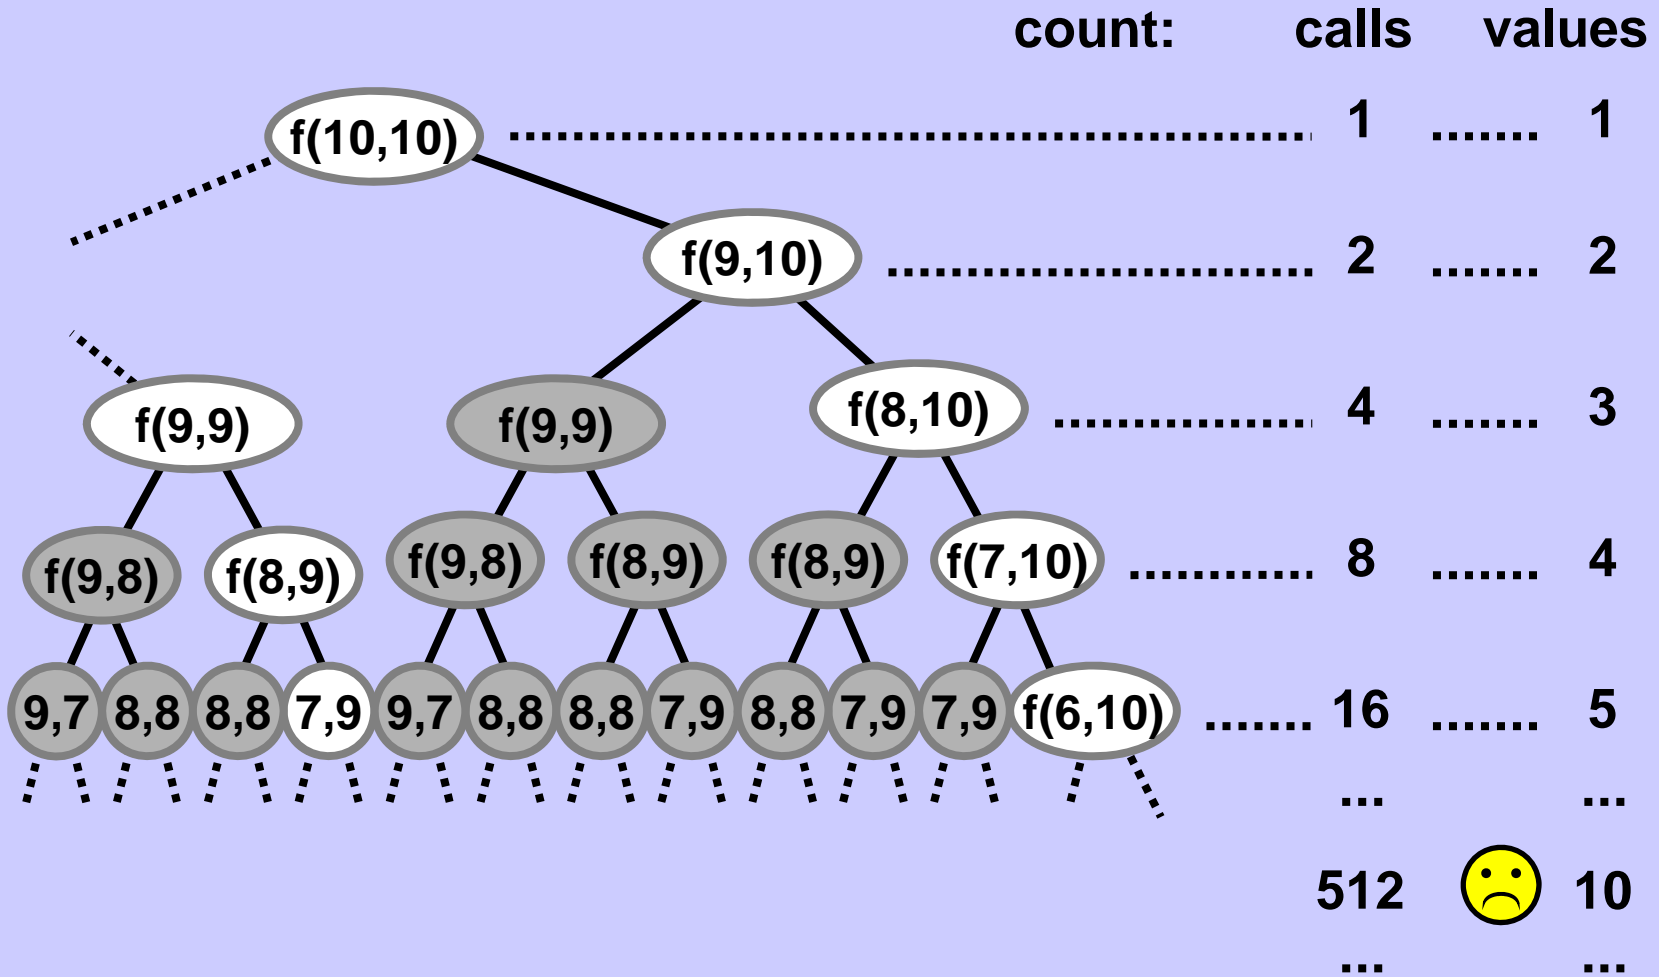 count: calls values
f(10,10) 1 1
f(9,10) 2 2
f(9,9) f(9,9) f(8,10) 4 3
f(9,8) f(8,9) f(9,8) f(8,9) f(8,9) f(7,10) 8 4
9,7 8,8 8,8 7,9 9,7 8,8 8,8 7,9 8,8 7,9 7,9 f(6,10) 16 5
... ...
512 10
... ...